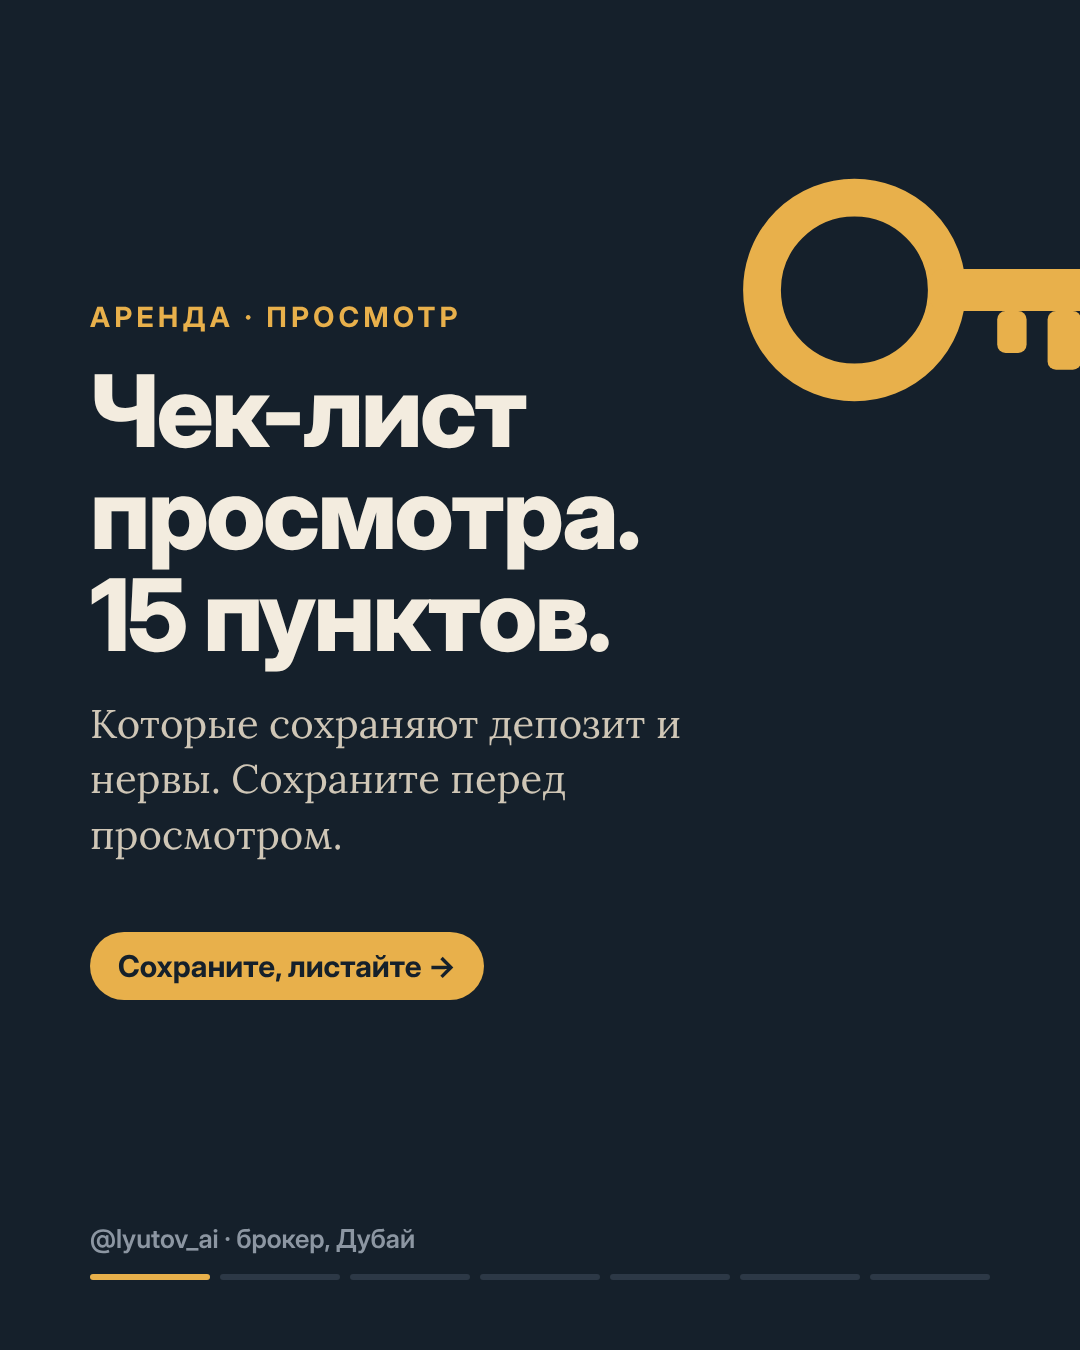 АРЕНДА · ПРОСМОТР
Чек-лист
просмотра.
15 пунктов.
Которые сохраняют депозит и
нервы. Сохраните перед
просмотром.
Сохраните, листайте →
@lyutov_ai · брокер, Дубай